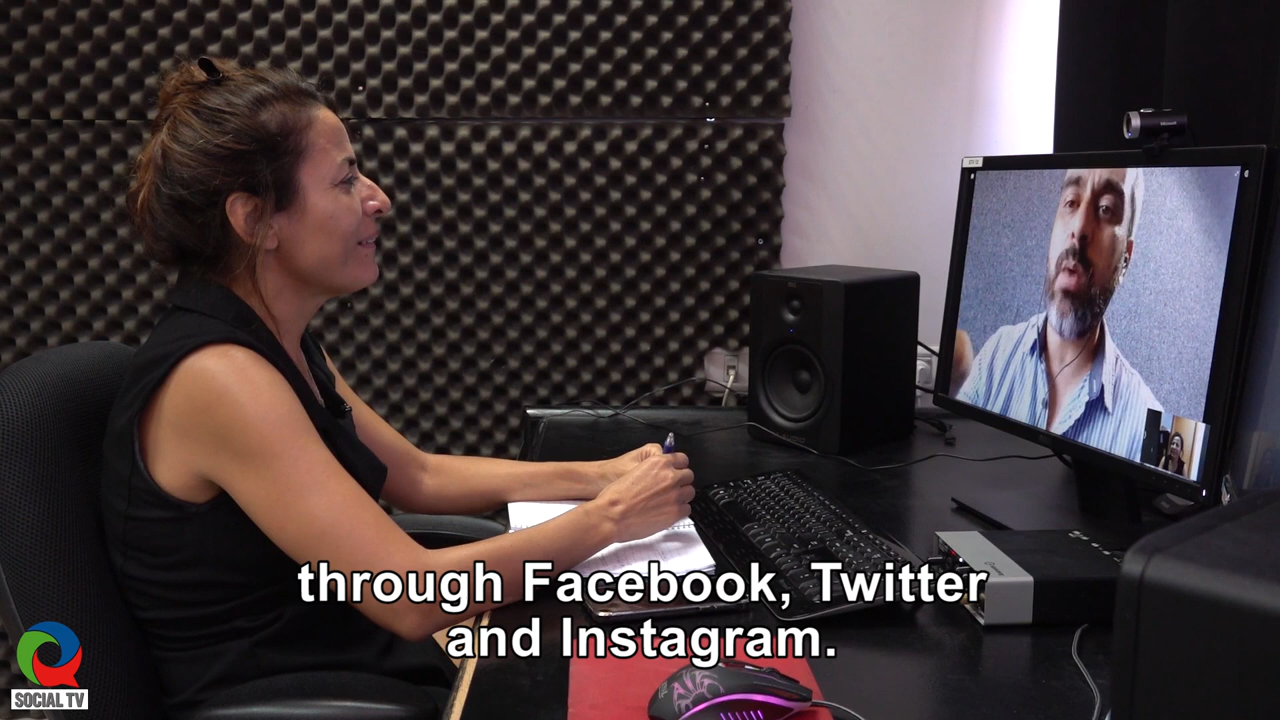 through Facebook, Twitter
and Instagram.
SOCIAL TV